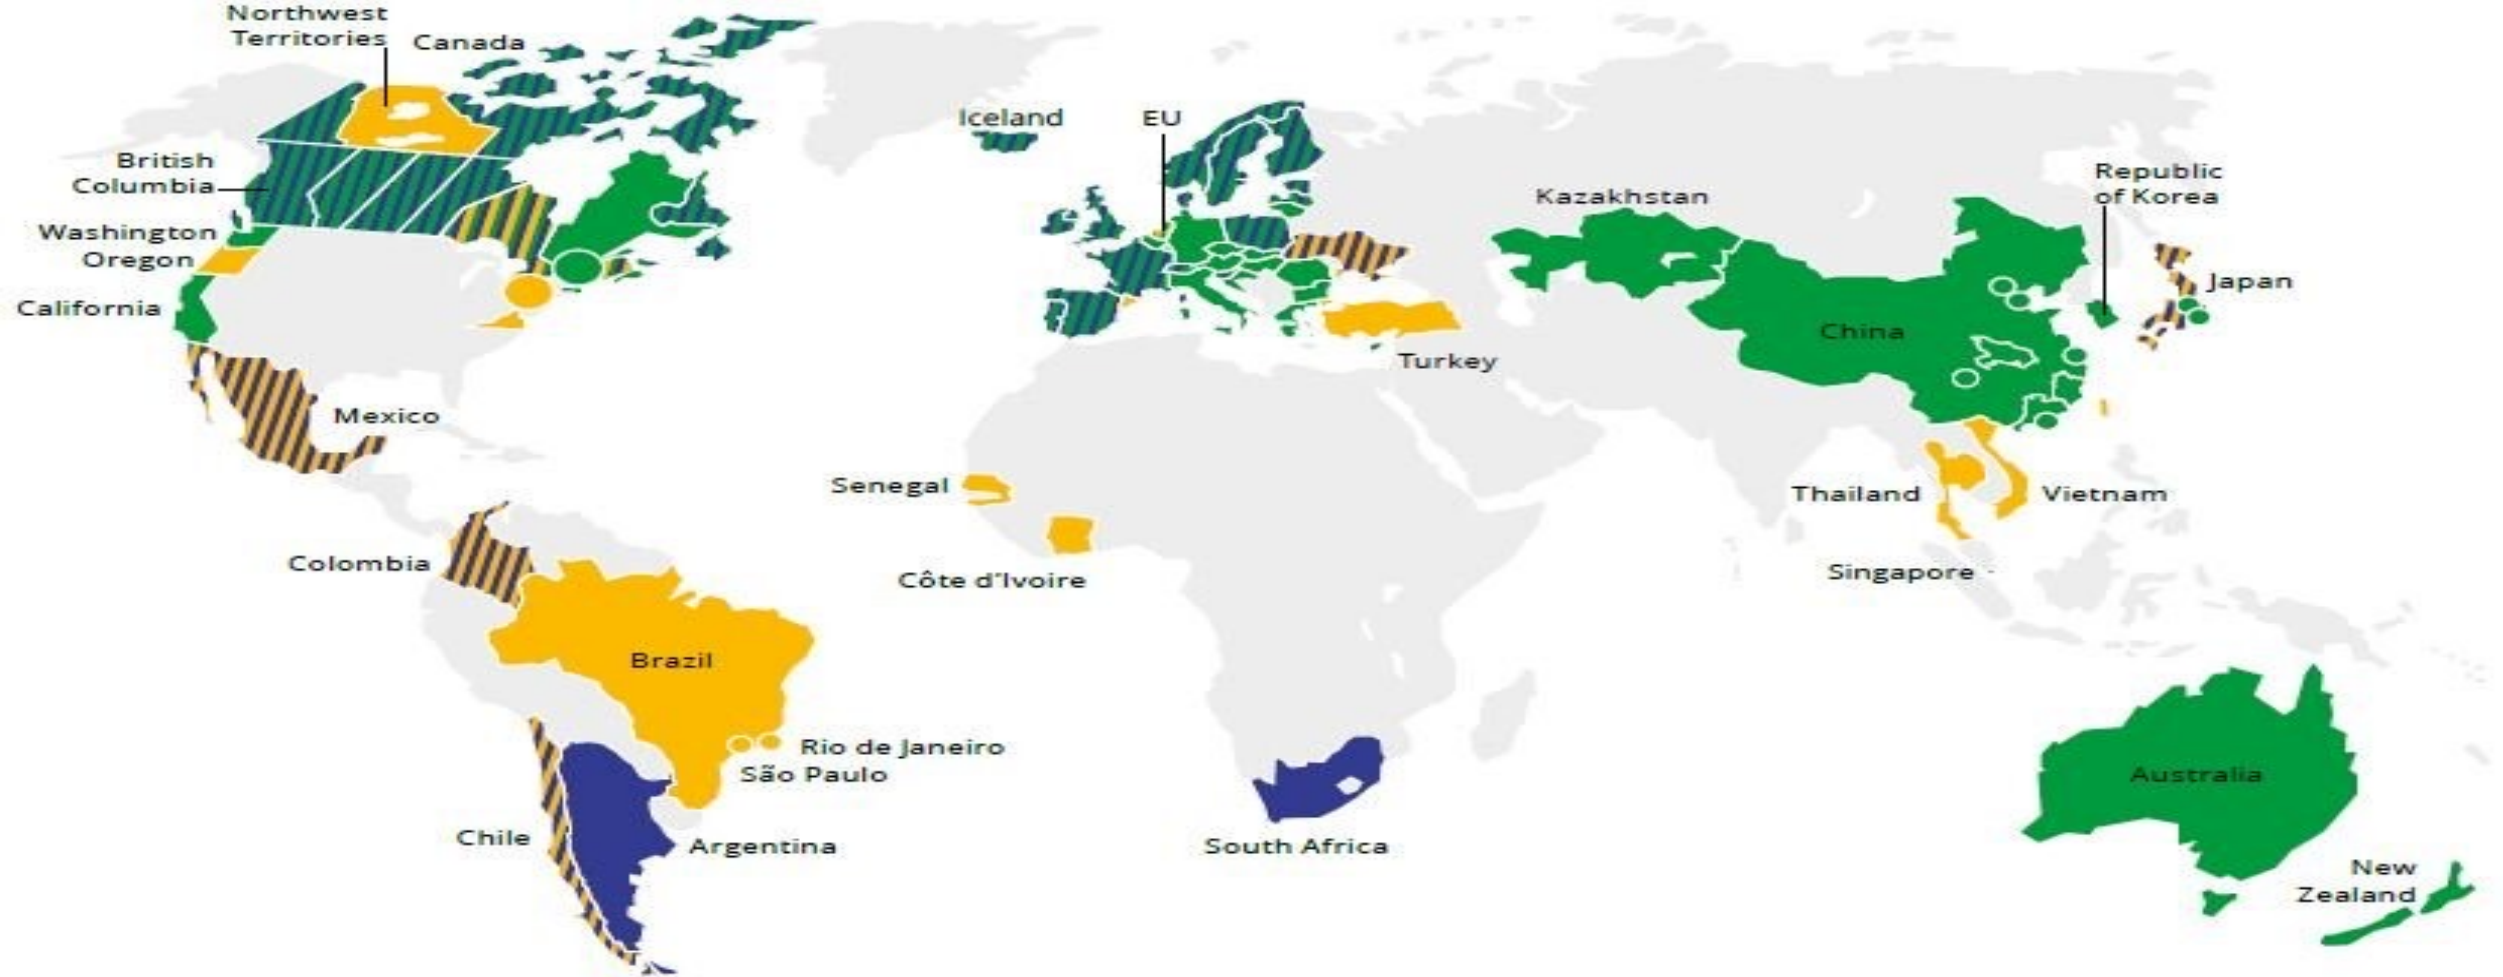 Northwest
Territories
Canada
Iceland
EU
British
Columbia
Republic
of Korea
Kazakhstan
Washington
Oregon
California
Japan
China
Turkey
Mexico
Senegal
Thailand
Vietnam
Colombia
Côte d'Ivoire
Singapore
Brazil
Rio de Janeiro
São Paulo
Australia
Chile
Argentina
South Africa
New
Zealand